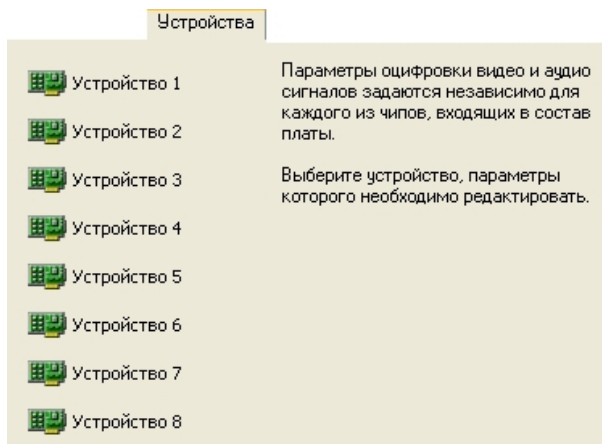 Устройства
Устройство 1
Устройство 2
Устройство 3
Устройство 4
Устройство 5
Устройство 6
Устройство 7
Устройство 8
Параметры оцифровки видео и аудио
сигналов задаются независимо для
каждого из чипов, входящих в состав
платы.
Выберите устройство, параметры
которого необходимо редактировать.